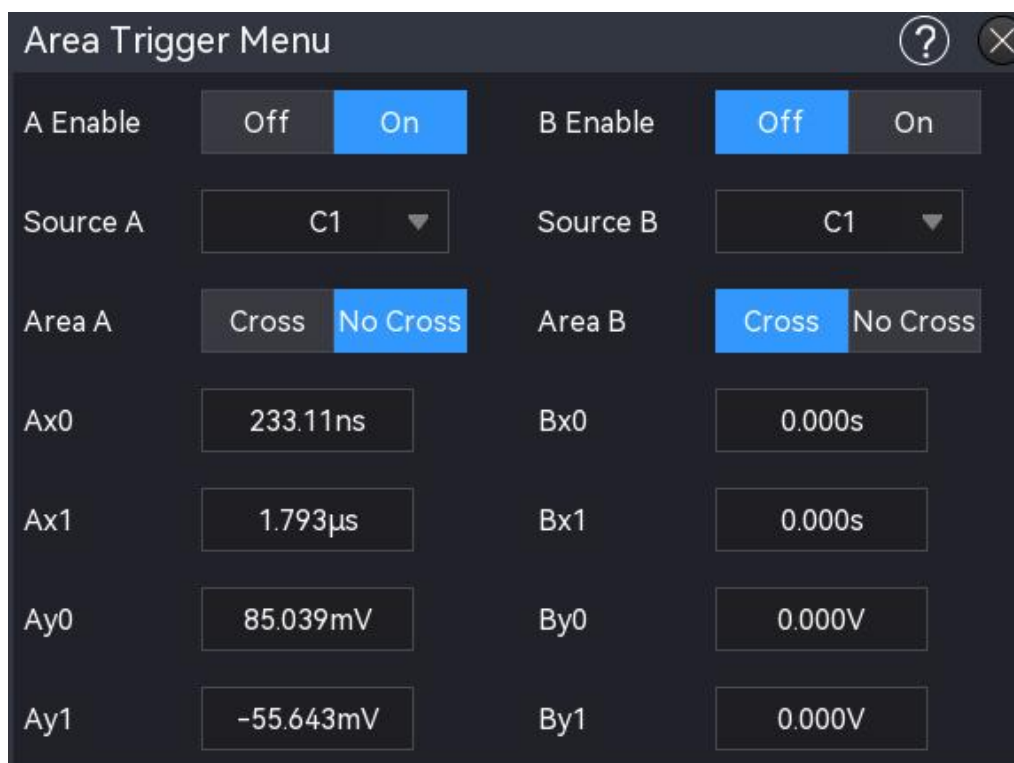 Area Trigger Menu ?
A Enable Off On B Enable Off On
Source A C1 Source B C1
Area A Cross No Cross Area B Cross No Cross
Ax0 233.11ns Bx0 0.000s
Ax1 1.793µs Bx1 0.000s
Ay0 85.039mV By0 0.000V
Ay1 -55.643mV By1 0.000V